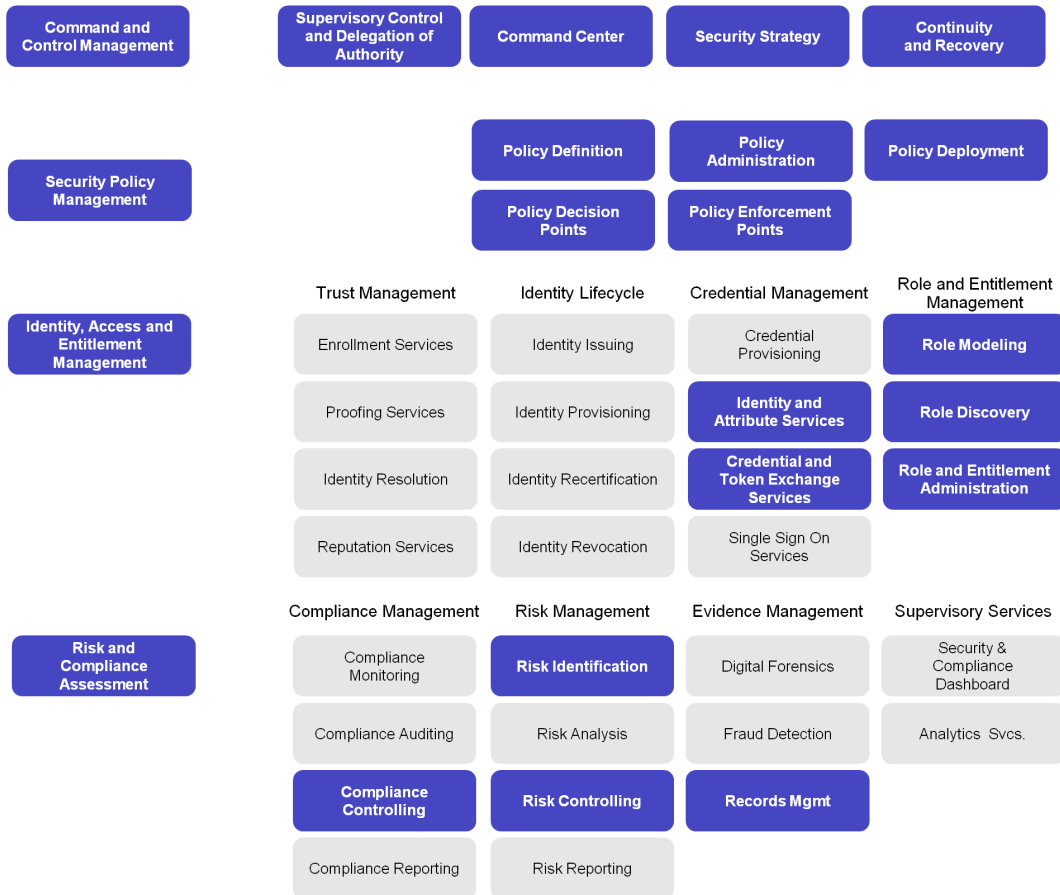 Command and
Control Management
Supervisory Control
and Delegation of
Authority
Command Center
Security Strategy
Continuity
and Recovery
Security Policy
Management
Policy Definition
Policy
Administration
Policy Deployment
Policy Decision
Points
Policy Enforcement
Points
Identity, Access and
Entitlement
Management
Trust Management
Identity Lifecycle
Credential Management
Role and Entitlement
Management
Enrollment Services
Identity Issuing
Credential
Provisioning
Role Modeling
Proofing Services
Identity Provisioning
Identity and
Attribute Services
Role Discovery
Identity Resolution
Identity Recertification
Credential and
Token Exchange
Services
Role and Entitlement
Administration
Reputation Services
Identity Revocation
Single Sign On
Services
Risk and
Compliance
Assessment
Compliance Management
Risk Management
Evidence Management
Supervisory Services
Compliance
Monitoring
Risk Identification
Digital Forensics
Security &
Compliance
Dashboard
Compliance Auditing
Risk Analysis
Fraud Detection
Analytics Svcs.
Compliance
Controlling
Risk Controlling
Records Mgmt
Compliance Reporting
Risk Reporting